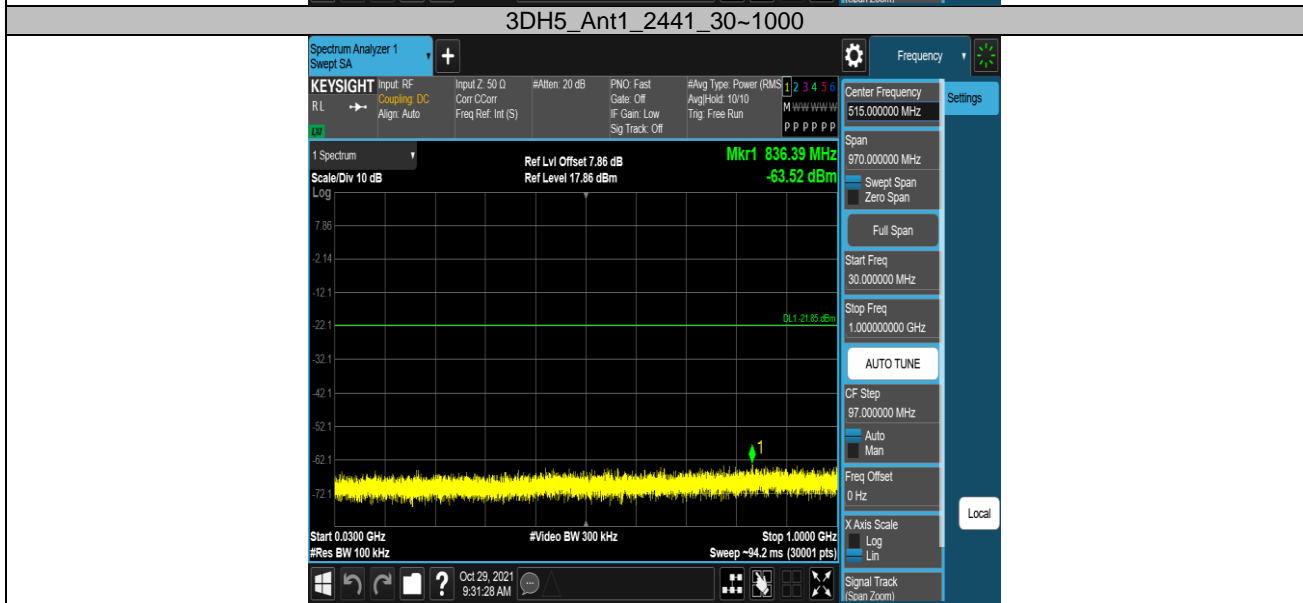 (Span Zoom)
3DH5_Ant1_2441_30~1000
Spectrum Analyzer 1
Swept SA
+
Frequency
KEYSIGHT
RL
LXI
Input: RF
Coupling: DC
Align: Auto
Input Z: 50 Ω
Corr CCorr
Freq Ref: Int (S)
#Atten: 20 dB
PNO: Fast
Gate: Off
IF Gain: Low
Sig Track: Off
#Avg Type: Power (RMS
Avg|Hold: 10/10
Trig: Free Run
1 2 3 4 5 6
M W W W W W
P P P P P P
1 Spectrum
Scale/Div 10 dB
Log
Ref Lvl Offset 7.86 dB
Ref Level 17.86 dBm
Mkr1 836.39 MHz
-63.52 dBm
7.86
-2.14
-12.1
-22.1
-32.1
-42.1
-52.1
-62.1
-72.1
DL1 -21.85 dBm
1
Start 0.0300 GHz
#Res BW 100 kHz
#Video BW 300 kHz
Stop 1.0000 GHz
Sweep ~94.2 ms (30001 pts)
?
Oct 29, 2021
9:31:28 AM
Center Frequency
515.000000 MHz
Span
970.000000 MHz
Swept Span
Zero Span
Full Span
Start Freq
30.000000 MHz
Stop Freq
1.000000000 GHz
AUTO TUNE
CF Step
97.000000 MHz
Auto
Man
Freq Offset
0 Hz
X Axis Scale
Log
Lin
Signal Track
(Span Zoom)
Settings
Local